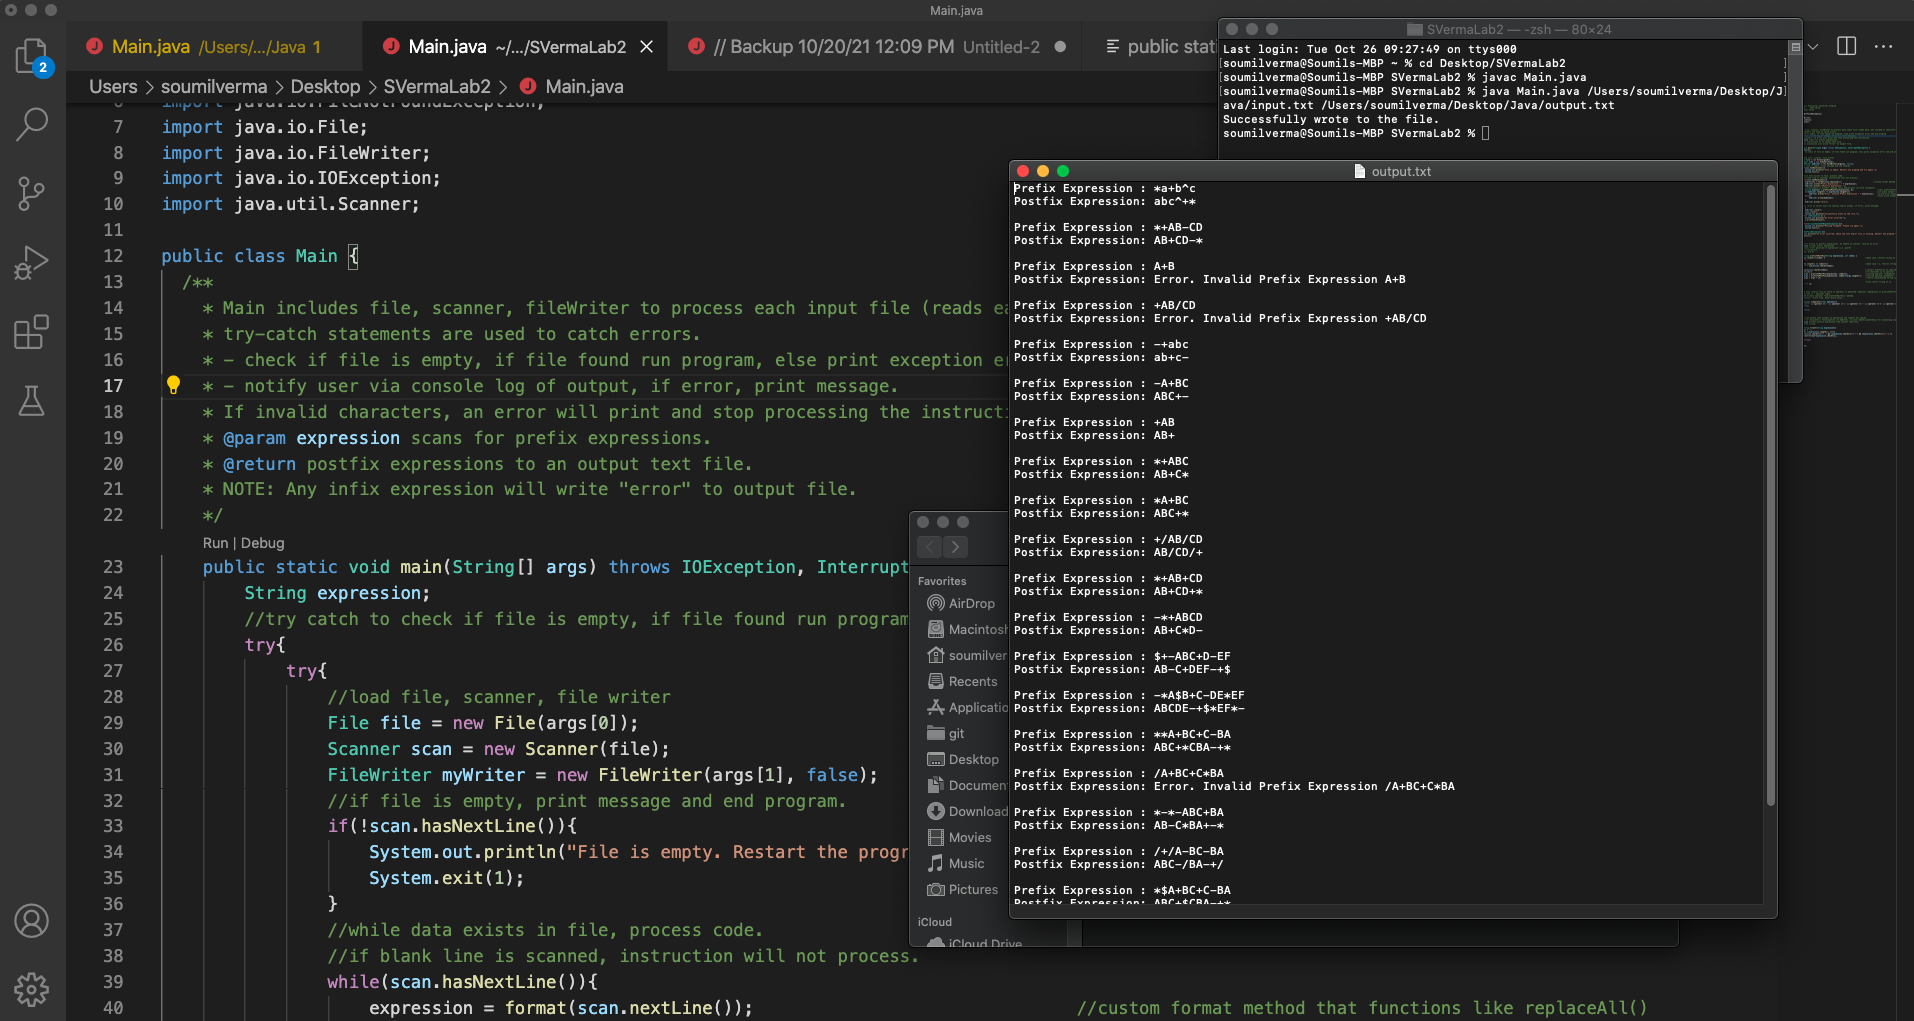 Main.java
Main.java /Users/.../Java 1
Main.java ~/.../SVermaLab2
// Backup 10/20/21 12:09 PM Untitled-2
public stati
2
Users > soumilverma > Desktop > SVermaLab2 > Main.java
6 import java.io.FileNotFoundException;
7 import java.io.File;
8 import java.io.FileWriter;
9 import java.io.IOException;
10 import java.util.Scanner;
11
12 public class Main {
13 /**
14 * Main includes file, scanner, fileWriter to process each input file (reads ea
15 * try-catch statements are used to catch errors.
16 * - check if file is empty, if file found run program, else print exception er
17 * - notify user via console log of output, if error, print message.
18 * If invalid characters, an error will print and stop processing the instructi
19 * @param expression scans for prefix expressions.
20 * @return postfix expressions to an output text file.
21 * NOTE: Any infix expression will write "error" to output file.
22 */
Run | Debug
23 public static void main(String[] args) throws IOException, Interrupt
24 String expression;
25 //try catch to check if file is empty, if file found run program
26 try{
27 try{
28 //load file, scanner, file writer
29 File file = new File(args[0]);
30 Scanner scan = new Scanner(file);
31 FileWriter myWriter = new FileWriter(args[1], false);
32 //if file is empty, print message and end program.
33 if(!scan.hasNextLine()){
34 System.out.println("File is empty. Restart the progr
35 System.exit(1);
36 }
37 //while data exists in file, process code.
38 //if blank line is scanned, instruction will not process.
39 while(scan.hasNextLine()){
40 expression = format(scan.nextLine()); //custom format method that functions like replaceAll()
SVermaLab2 — -zsh — 80×24
Last login: Tue Oct 26 09:27:49 on ttys000
[soumilverma@Soumils-MBP ~ % cd Desktop/SVermaLab2 ]
[soumilverma@Soumils-MBP SVermaLab2 % javac Main.java ]
[soumilverma@Soumils-MBP SVermaLab2 % java Main.java /Users/soumilverma/Desktop/J]
ava/input.txt /Users/soumilverma/Desktop/Java/output.txt
Successfully wrote to the file.
soumilverma@Soumils-MBP SVermaLab2 %
output.txt
Prefix Expression : *a+b^c
Postfix Expression: abc^+*
Prefix Expression : *+AB-CD
Postfix Expression: AB+CD-*
Prefix Expression : A+B
Postfix Expression: Error. Invalid Prefix Expression A+B
Prefix Expression : +AB/CD
Postfix Expression: Error. Invalid Prefix Expression +AB/CD
Prefix Expression : -+abc
Postfix Expression: ab+c-
Prefix Expression : -A+BC
Postfix Expression: ABC+-
Prefix Expression : +AB
Postfix Expression: AB+
Prefix Expression : *+ABC
Postfix Expression: AB+C*
Prefix Expression : *A+BC
Postfix Expression: ABC+*
Prefix Expression : +/AB/CD
Postfix Expression: AB/CD/+
Prefix Expression : *+AB+CD
Postfix Expression: AB+CD+*
Prefix Expression : -*+ABCD
Postfix Expression: AB+C*D-
Prefix Expression : $+-ABC+D-EF
Postfix Expression: AB-C+DEF-+$
Prefix Expression : -*A$B+C-DE*EF
Postfix Expression: ABCDE-+$*EF*-
Prefix Expression : **A+BC+C-BA
Postfix Expression: ABC+*CBA-+*
Prefix Expression : /A+BC+C*BA
Postfix Expression: Error. Invalid Prefix Expression /A+BC+C*BA
Prefix Expression : *-*-ABC+BA
Postfix Expression: AB-C*BA+-*
Prefix Expression : /+/A-BC-BA
Postfix Expression: ABC-/BA-+/
Prefix Expression : *$A+BC+C-BA
Postfix Expression: ABC+$CBA-+*
Favorites
AirDrop
Macintosh
soumilver
Recents
Applicatio
git
Desktop
Documen
Download
Movies
Music
Pictures
iCloud
iCloud Drive